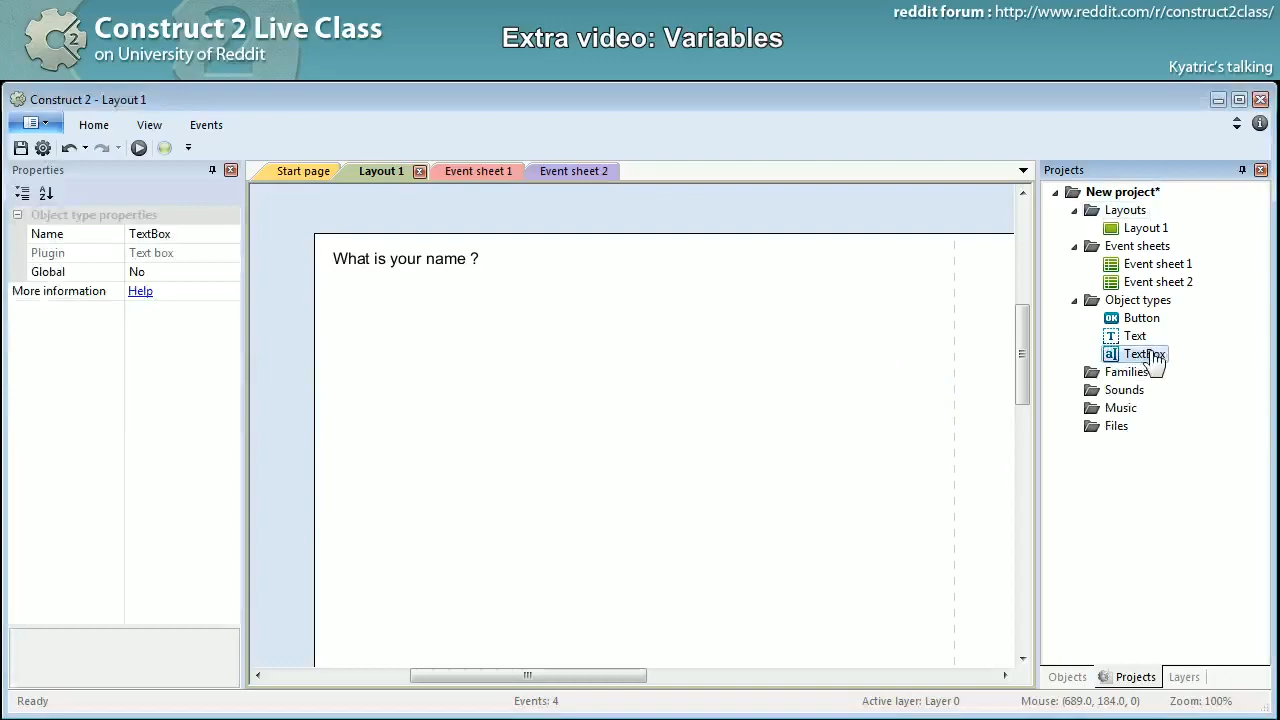 Construct 2 Live Class
on University of Reddit
Extra video: Variables
reddit forum : http://www.reddit.com/r/construct2class/
Kyatric's talking
Construct 2 - Layout 1
Home View Events
Properties
Start page Layout 1 Event sheet 1 Event sheet 2
Projects
Object type properties
Name TextBox
Plugin Text box
Global No
More information Help
What is your name ?
New project*
Layouts
Layout 1
Event sheets
Event sheet 1
Event sheet 2
Object types
Button
Text
TextBox
Families
Sounds
Music
Files
Objects Projects Layers
Ready Events: 4 Active layer: Layer 0 Mouse: (689.0, 184.0, 0) Zoom: 100%